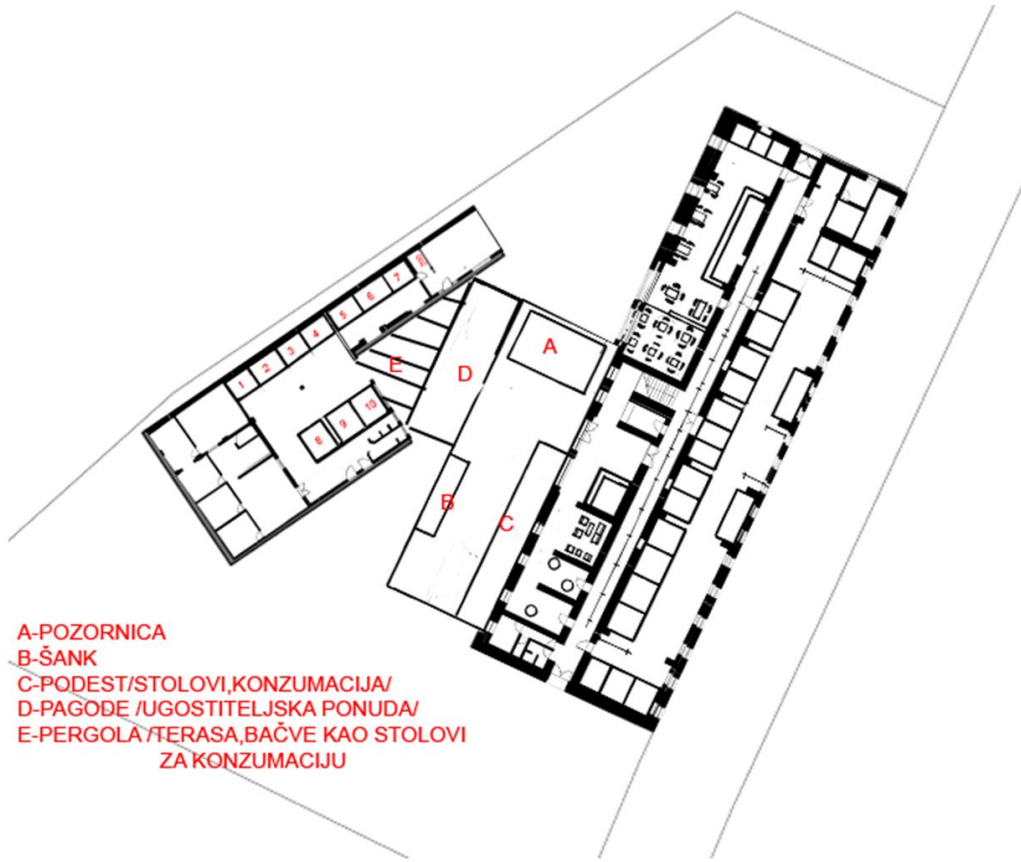 A
B
C
D
E
1
2
3
4
5
6
7
8
9
10
A-POZORNICA
B-ŠANK
C-PODEST/STOLOVI,KONZUMACIJA/
D-PAGODE /UGOSTITELJSKA PONUDA/
E-PERGOLA /TERASA,BAČVE KAO STOLOVI
ZA KONZUMACIJU